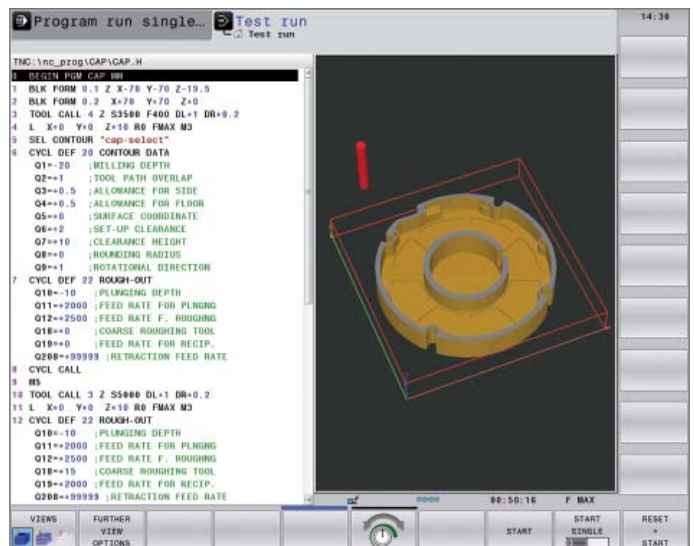 Program run single…
Test run
Test run
14:30
TNC:\nc_prog\CAP\CAP.H
0 BEGIN PGM CAP MM
1 BLK FORM 0.1 Z X-70 Y-70 Z-19.5
2 BLK FORM 0.2 X+70 Y+70 Z+0
3 TOOL CALL 4 Z S3500 F400 DL+1 DR+0.2
4 L X+0 Y+0 Z+10 R0 FMAX M3
5 SEL CONTOUR "cap-select"
6 CYCL DEF 20 CONTOUR DATA
Q1=-20 ;MILLING DEPTH
Q2=+1 ;TOOL PATH OVERLAP
Q3=+0.5 ;ALLOWANCE FOR SIDE
Q4=+0.5 ;ALLOWANCE FOR FLOOR
Q5=+0 ;SURFACE COORDINATE
Q6=+2 ;SET-UP CLEARANCE
Q7=+10 ;CLEARANCE HEIGHT
Q8=+0 ;ROUNDING RADIUS
Q9=+1 ;ROTATIONAL DIRECTION
7 CYCL DEF 22 ROUGH-OUT
Q10=-10 ;PLUNGING DEPTH
Q11=+2000 ;FEED RATE FOR PLNGNG
Q12=+2500 ;FEED RATE F. ROUGHNG
Q18=+0 ;COARSE ROUGHING TOOL
Q19=+0 ;FEED RATE FOR RECIP.
Q208=+99999 ;RETRACTION FEED RATE
8 CYCL CALL
9 M5
10 TOOL CALL 3 Z S5000 DL+1 DR+0.2
11 L X+0 Y+0 Z+10 R0 FMAX M3
12 CYCL DEF 22 ROUGH-OUT
Q10=-10 ;PLUNGING DEPTH
Q11=+2000 ;FEED RATE FOR PLNGNG
Q12=+2500 ;FEED RATE F. ROUGHNG
Q18=+15 ;COARSE ROUGHING TOOL
Q19=+2000 ;FEED RATE FOR RECIP.
Q208=+99999 ;RETRACTION FEED RATE
00:50:16 F MAX
VIEWS
FURTHER
VIEW
OPTIONS
START
START
SINGLE
RESET
+
START